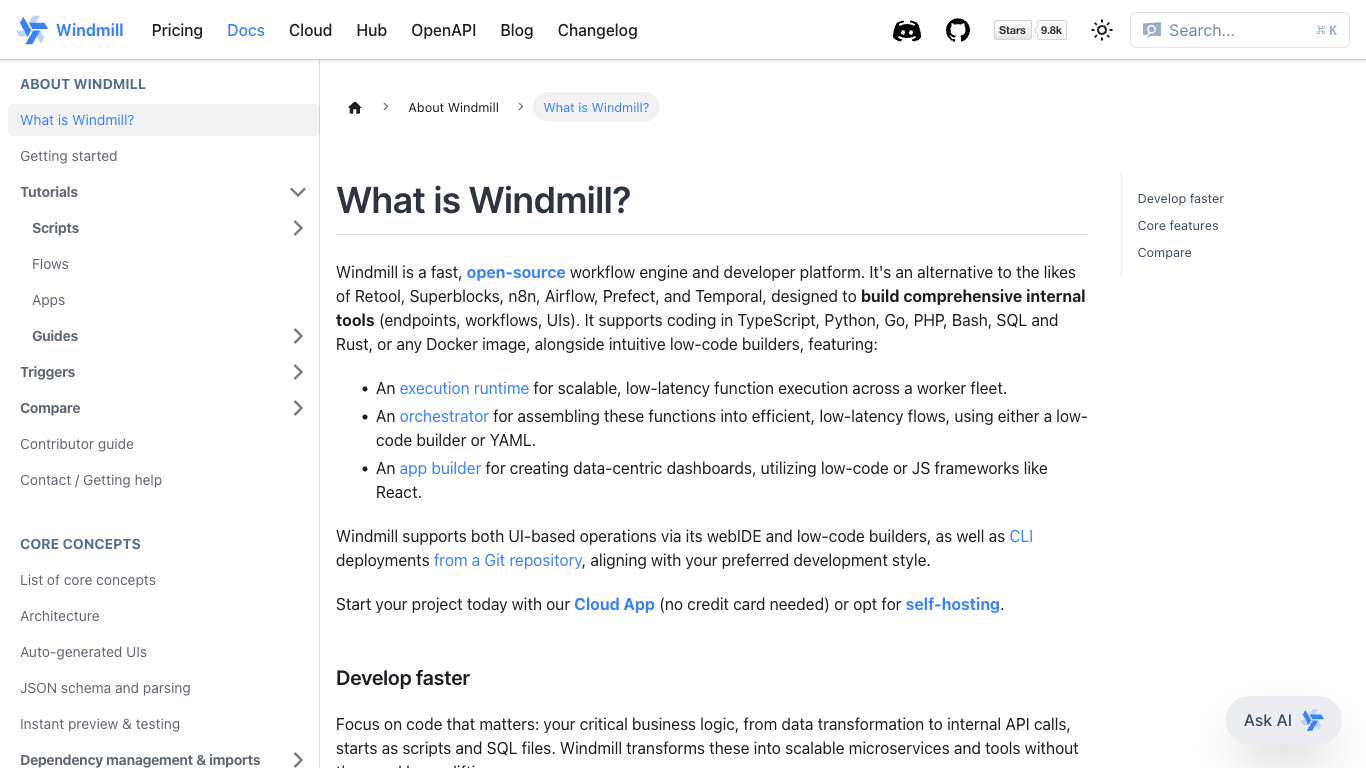 Windmill
Pricing
Docs
Cloud
Hub
OpenAPI
Blog
Changelog
Stars
9.8k
Search...
⌘ K
ABOUT WINDMILL
What is Windmill?
Getting started
Tutorials
Scripts
Flows
Apps
Guides
Triggers
Compare
Contributor guide
Contact / Getting help
CORE CONCEPTS
List of core concepts
Architecture
Auto-generated UIs
JSON schema and parsing
Instant preview & testing
Dependency management & imports
About Windmill
What is Windmill?
What is Windmill?
Windmill is a fast, open-source workflow engine and developer platform. It's an alternative to the likes
of Retool, Superblocks, n8n, Airflow, Prefect, and Temporal, designed to build comprehensive internal
tools (endpoints, workflows, UIs). It supports coding in TypeScript, Python, Go, PHP, Bash, SQL and
Rust, or any Docker image, alongside intuitive low-code builders, featuring:
• An execution runtime for scalable, low-latency function execution across a worker fleet.
• An orchestrator for assembling these functions into efficient, low-latency flows, using either a low-
code builder or YAML.
• An app builder for creating data-centric dashboards, utilizing low-code or JS frameworks like
React.
Windmill supports both UI-based operations via its webIDE and low-code builders, as well as CLI
deployments from a Git repository, aligning with your preferred development style.
Start your project today with our Cloud App (no credit card needed) or opt for self-hosting.
Develop faster
Focus on code that matters: your critical business logic, from data transformation to internal API calls,
starts as scripts and SQL files. Windmill transforms these into scalable microservices and tools without
Develop faster
Core features
Compare
Ask AI